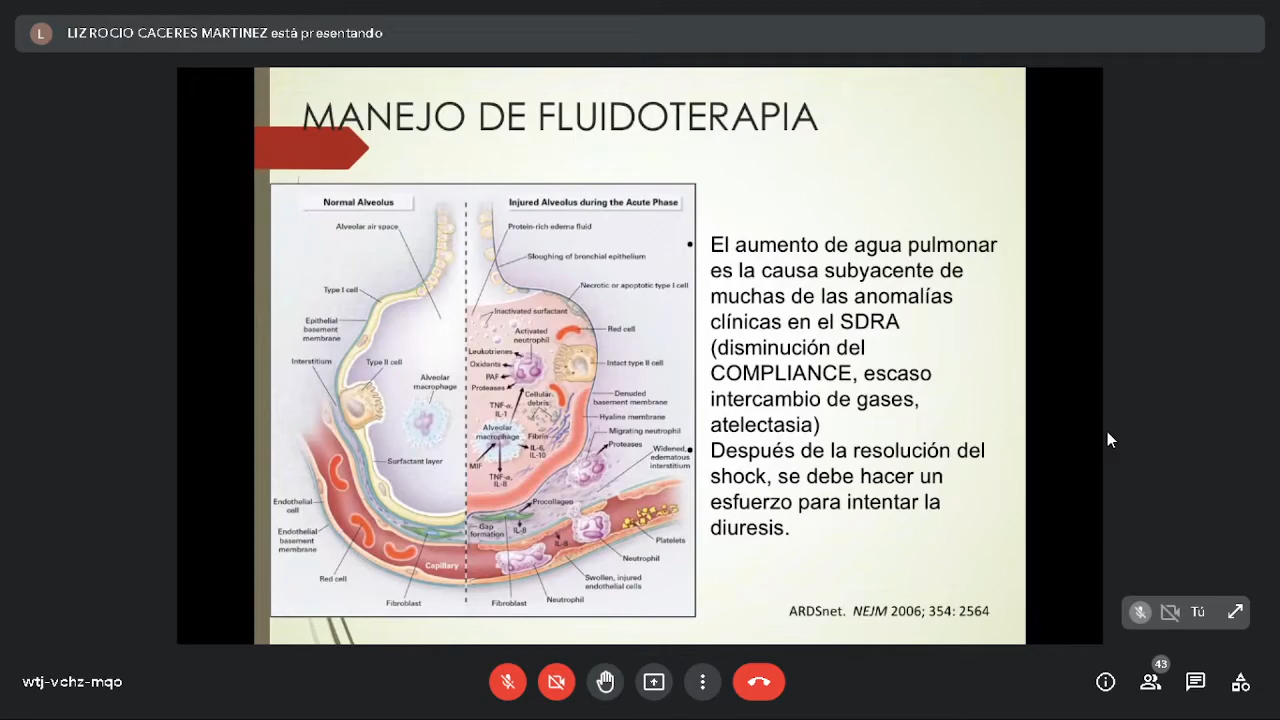 L
LIZ ROCIO CACERES MARTINEZ está presentando
MANEJO DE FLUIDOTERAPIA
Normal Alveolus
Injured Alveolus during the Acute Phase
Alveolar air space
Protein-rich edema fluid
Sloughing of bronchial epithelium
Type I cell
Necrotic or apoptotic type I cell
Epithelial
basement
membrane
Inactivated surfactant
Activated
neutrophil
Red cell
Interstitium
Type II cell
Leukotrienes
Oxidants
PAF
Proteases
Intact type II cell
Alveolar
macrophage
Cellular
debris
Denuded
basement membrane
TNF-α,
IL-1
Hyaline membrane
Alveolar
macrophage
Fibrin
Migrating neutrophil
Proteases
IL-6,
IL-10
Widened,
edematous
interstitium
MIF
TNF-α,
IL-8
Surfactant layer
Procollagen
Endothelial
cell
Gap
formation
IL-8
IL-8
Endothelial
basement
membrane
Platelets
Neutrophil
Capillary
Red cell
Swollen, injured
endothelial cells
Fibroblast
Fibroblast
Neutrophil
• El aumento de agua pulmonar
es la causa subyacente de
muchas de las anomalías
clínicas en el SDRA
(disminución del
COMPLIANCE, escaso
intercambio de gases,
atelectasia)
• Después de la resolución del
shock, se debe hacer un
esfuerzo para intentar la
diuresis.
ARDSnet. NEJM 2006; 354: 2564
Tú
wtj-vchz-mqo
43